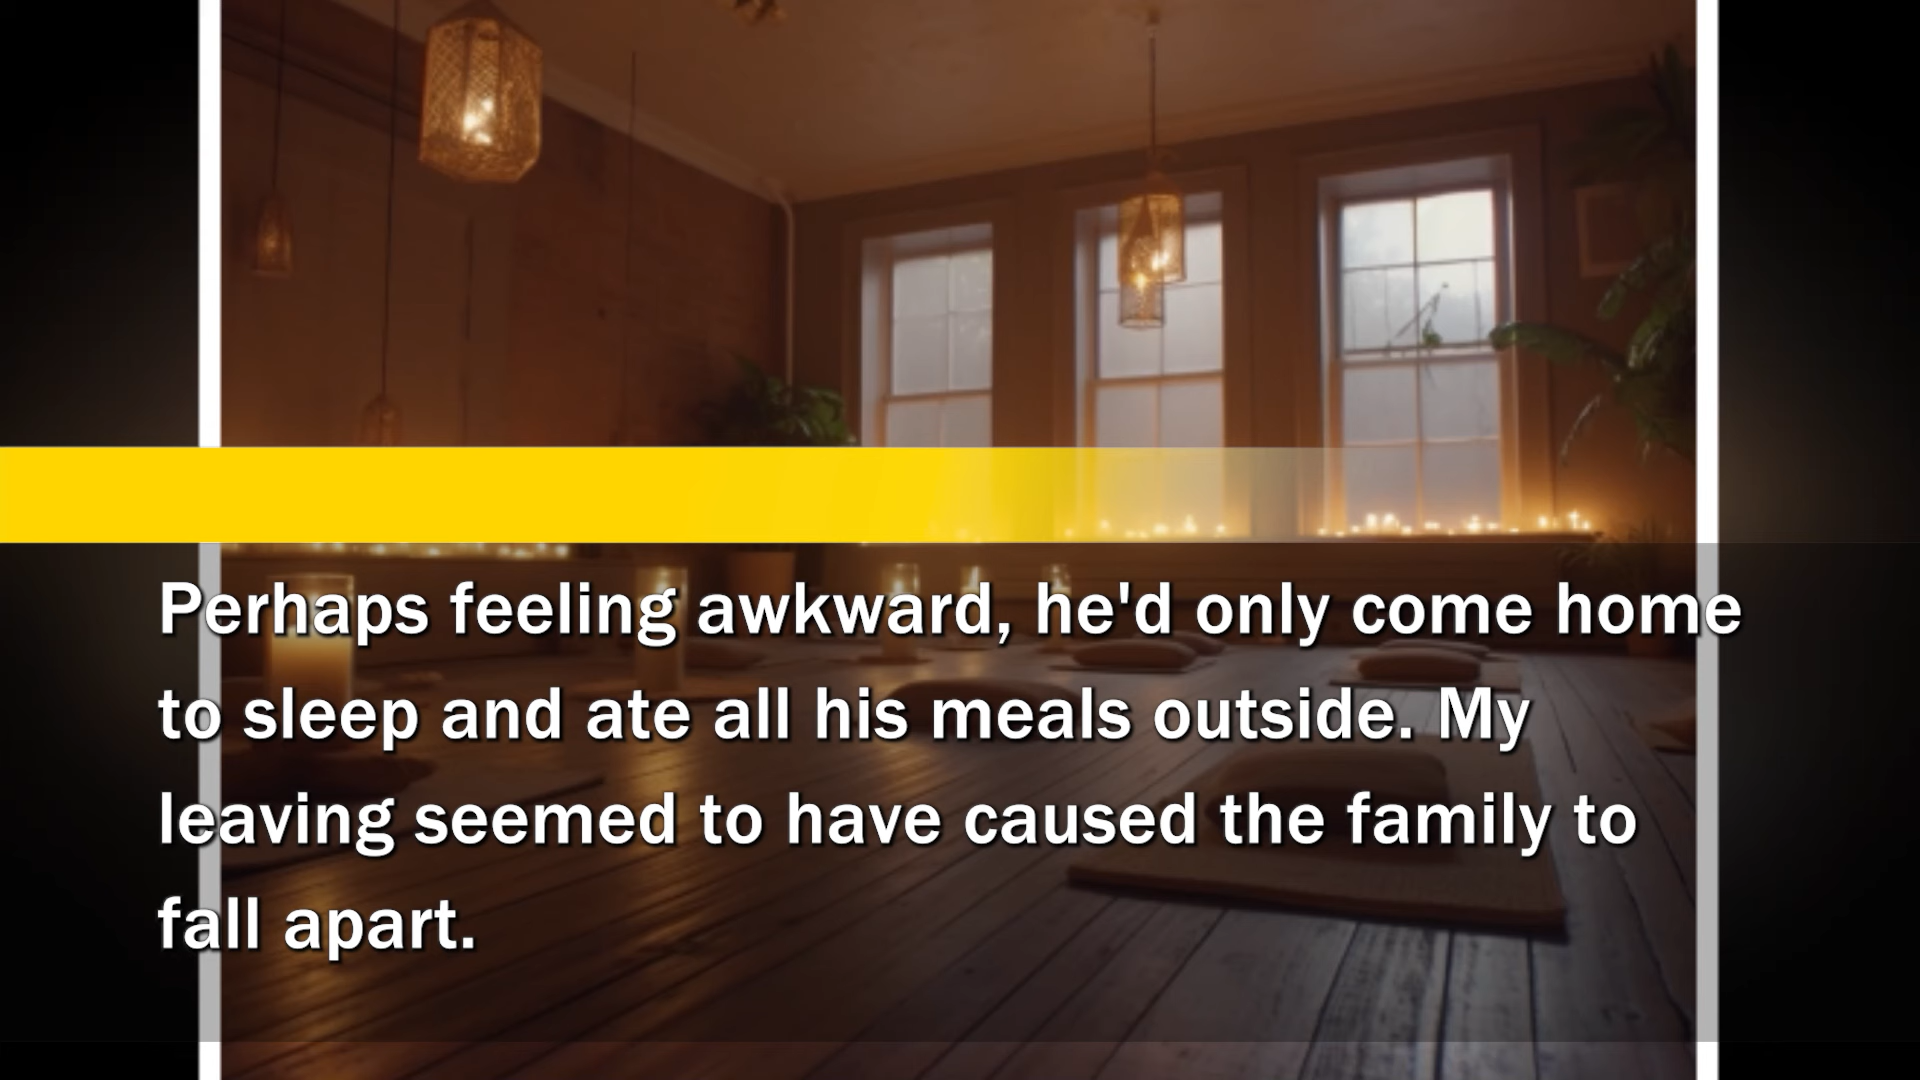 Perhaps feeling awkward, he'd only come home
to sleep and ate all his meals outside. My
leaving seemed to have caused the family to
fall apart.